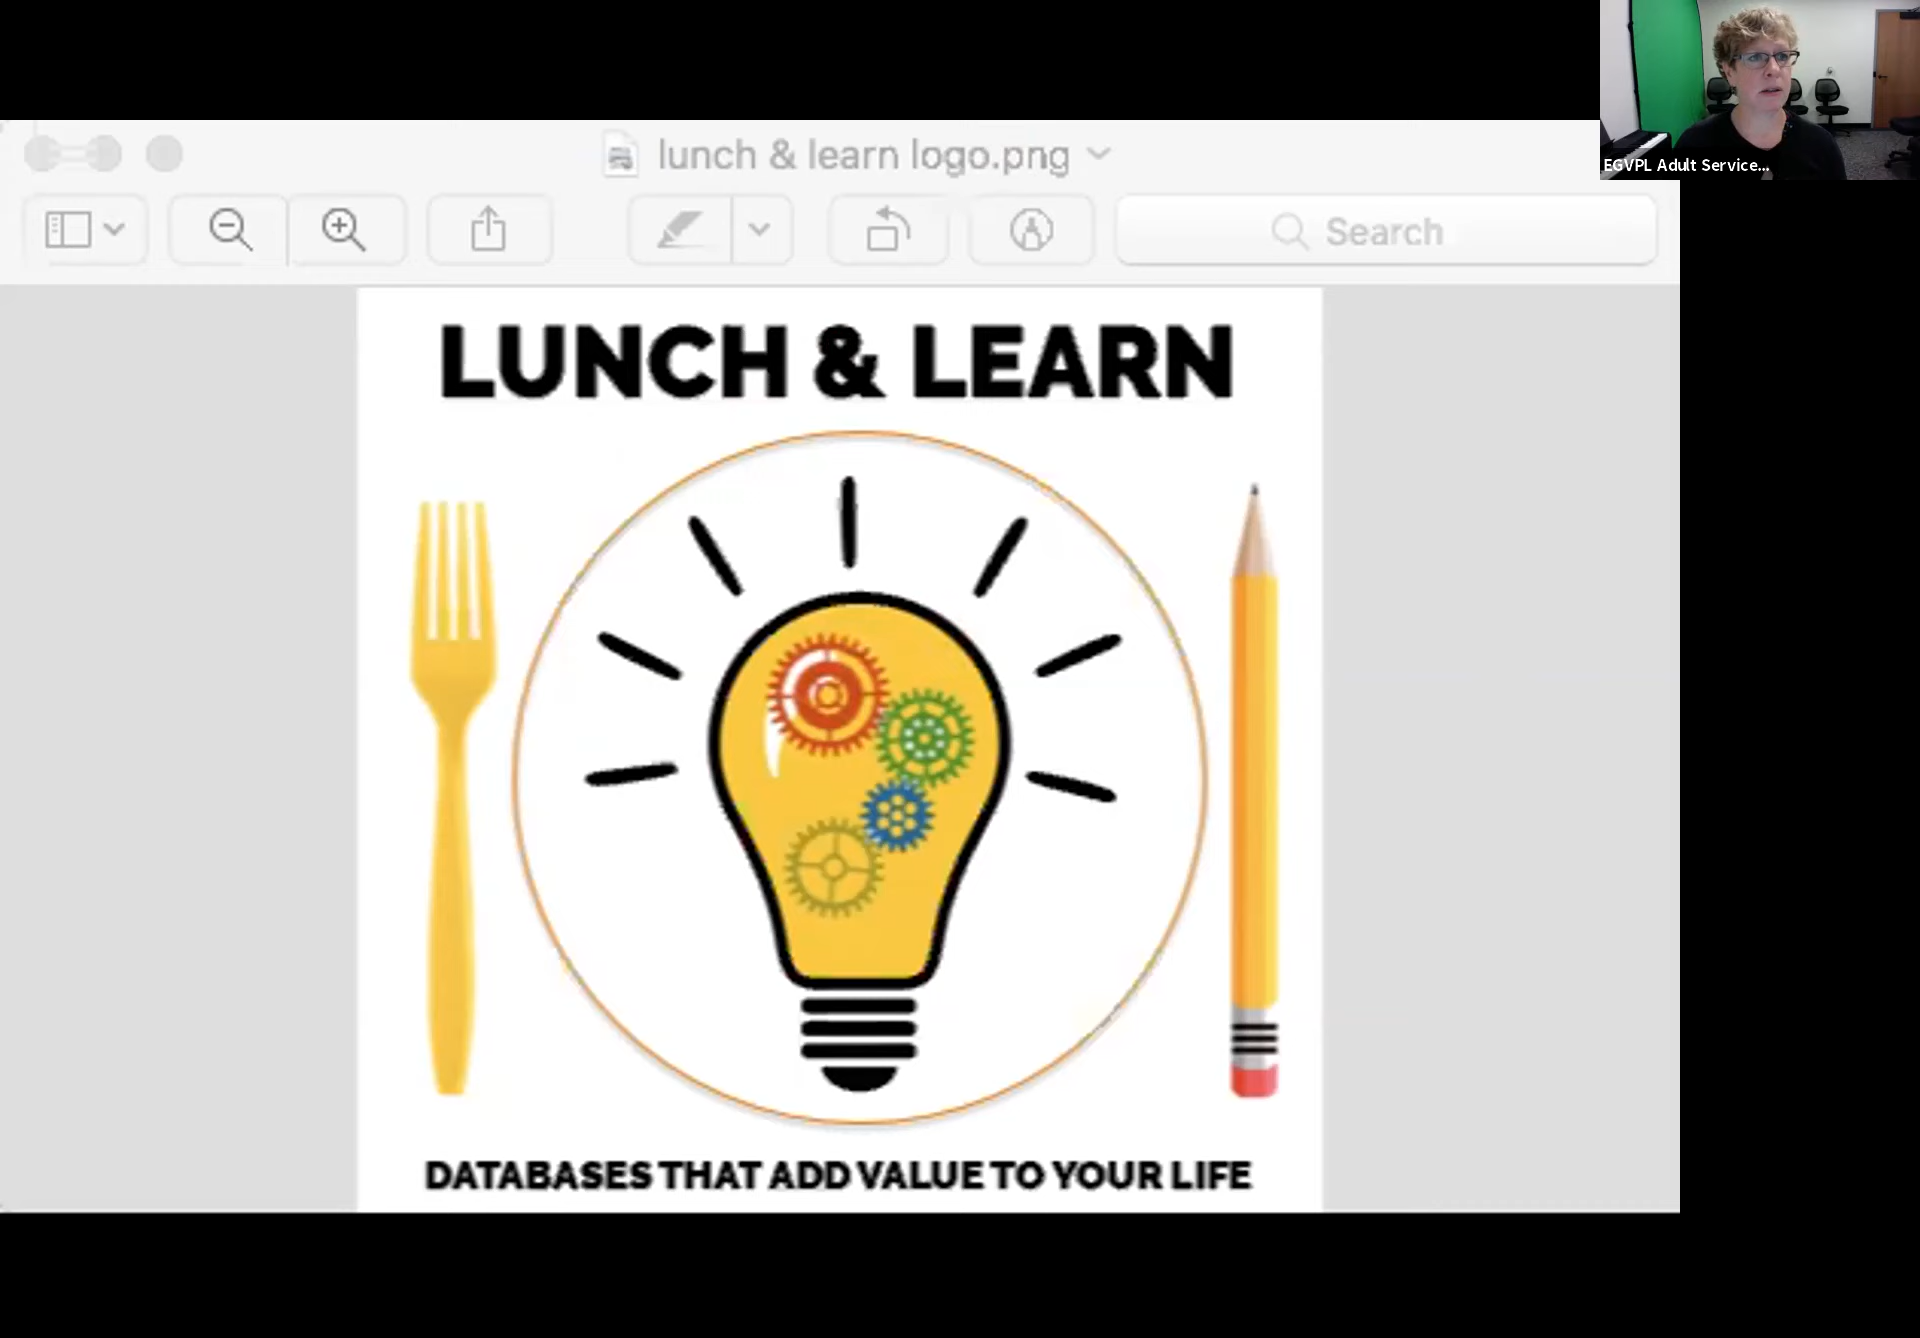 EGVPL Adult Service...
lunch & learn logo.png
Search
LUNCH & LEARN
DATABASES THAT ADD VALUE TO YOUR LIFE